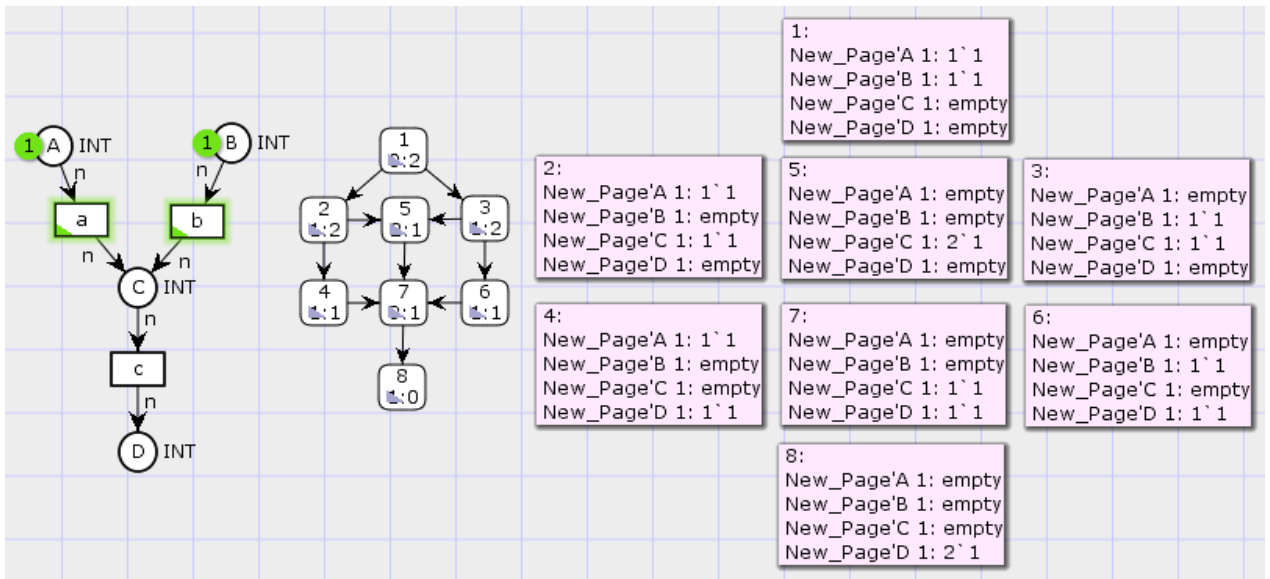 1
A
INT
n
a
n
1
B
INT
n
b
n
C
INT
n
c
n
D
INT
1
0:2
2
1:2
5
2:1
3
1:2
4
1:1
7
3:1
6
1:1
8
1:0
1:
New_Page'A 1: 1`1
New_Page'B 1: 1`1
New_Page'C 1: empty
New_Page'D 1: empty
2:
New_Page'A 1: 1`1
New_Page'B 1: empty
New_Page'C 1: 1`1
New_Page'D 1: empty
5:
New_Page'A 1: empty
New_Page'B 1: empty
New_Page'C 1: 2`1
New_Page'D 1: empty
3:
New_Page'A 1: empty
New_Page'B 1: 1`1
New_Page'C 1: 1`1
New_Page'D 1: empty
4:
New_Page'A 1: 1`1
New_Page'B 1: empty
New_Page'C 1: empty
New_Page'D 1: 1`1
7:
New_Page'A 1: empty
New_Page'B 1: empty
New_Page'C 1: 1`1
New_Page'D 1: 1`1
6:
New_Page'A 1: empty
New_Page'B 1: 1`1
New_Page'C 1: empty
New_Page'D 1: 1`1
8:
New_Page'A 1: empty
New_Page'B 1: empty
New_Page'C 1: empty
New_Page'D 1: 2`1